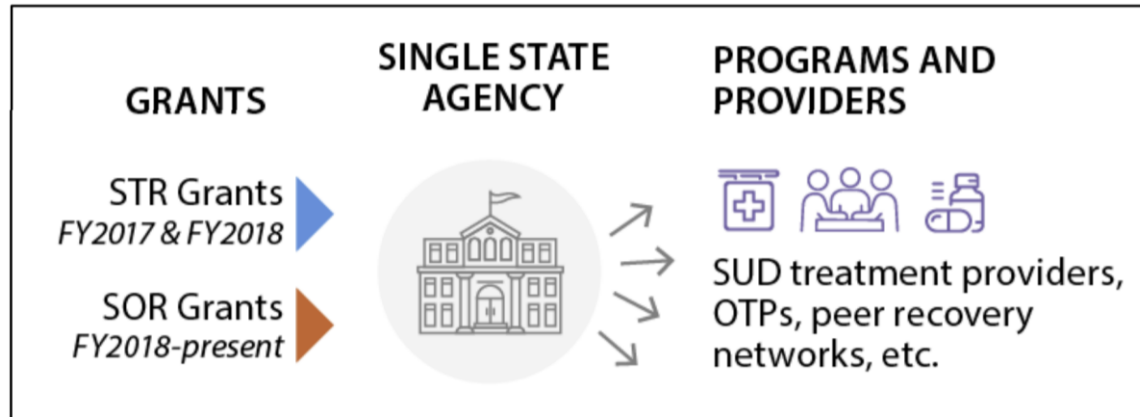 GRANTS
STR Grants
FY2017 & FY2018
SOR Grants
FY2018-present
SINGLE STATE
AGENCY
PROGRAMS AND
PROVIDERS
SUD treatment providers,
OTPs, peer recovery
networks, etc.